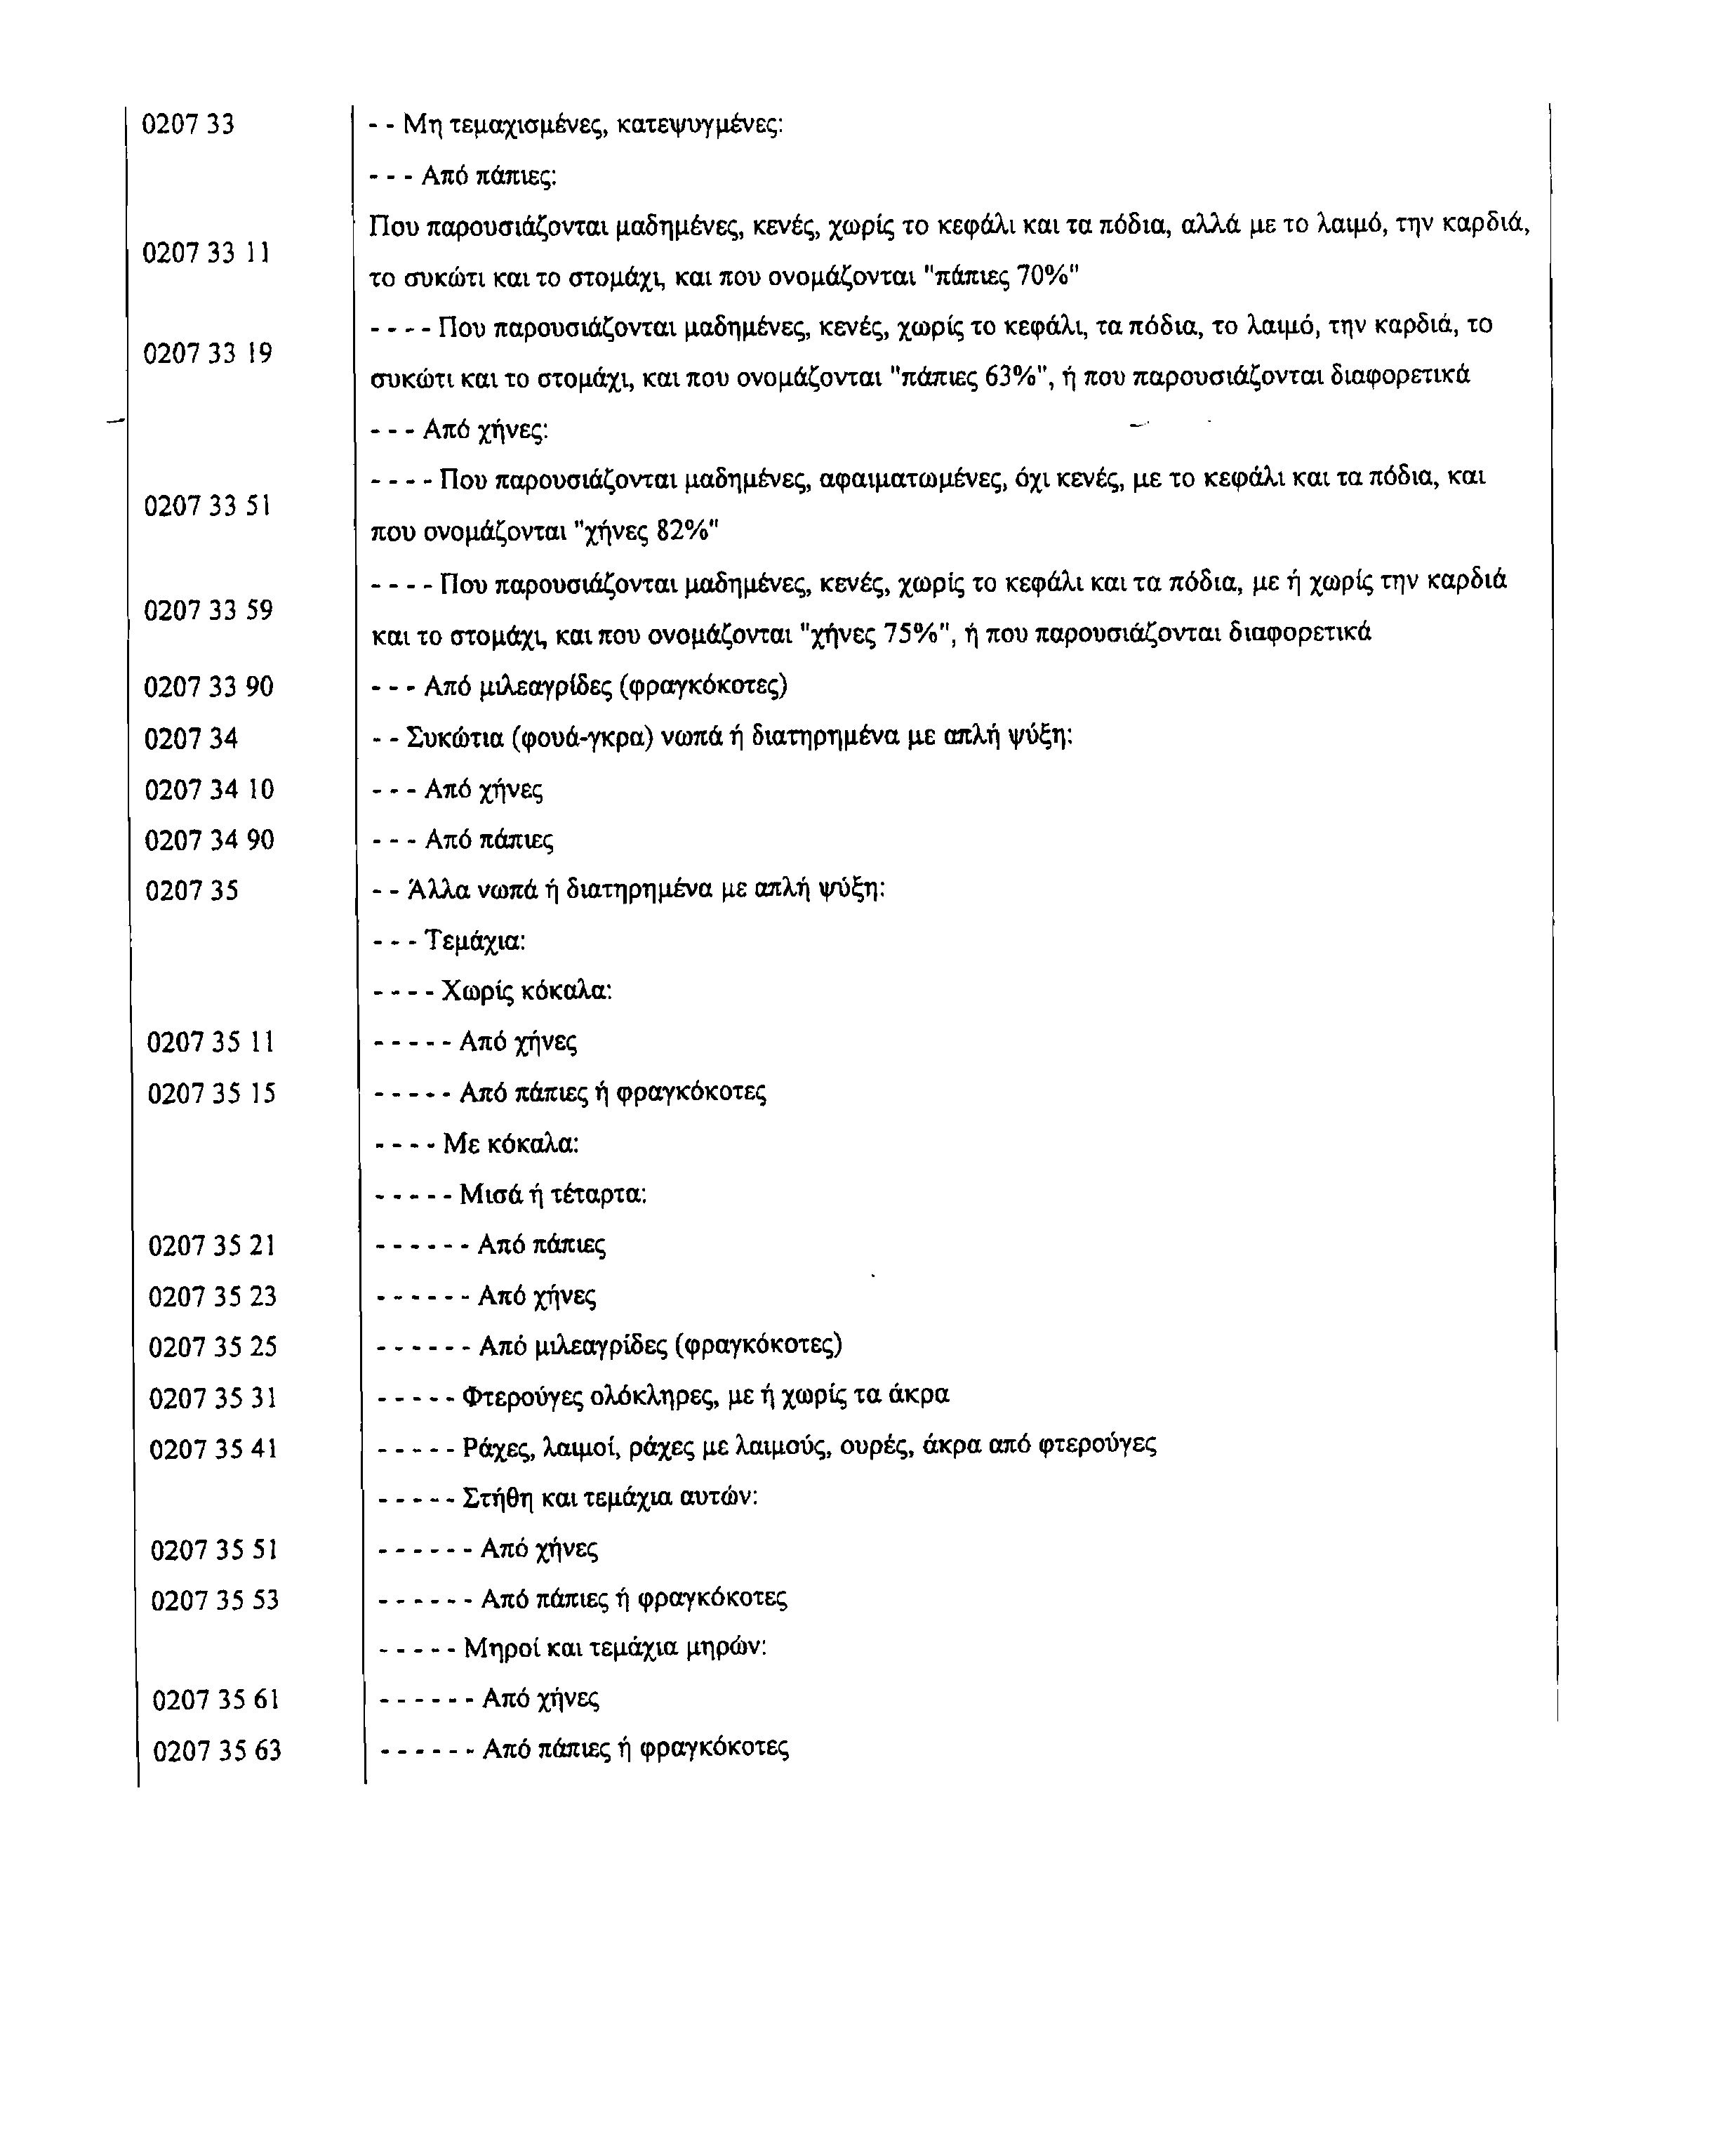 0207 33 - - Μη τεμαχισμένες, κατεψυγμένες:
- - - Από πάπιες:
Που παρουσιάζονται μαδημένες, κενές, χωρίς το κεφάλι και τα πόδια, αλλά με το λαιμό, την καρδιά,
0207 33 11
το συκώτι και το στομάχι, και που ονομάζονται "πάπιες 70%"
- - - - Που παρουσιάζονται μαδημένες, κενές, χωρίς το κεφάλι, τα πόδια, το λαιμό, την καρδιά, το
0207 33 19
συκώτι και το στομάχι, και που ονομάζονται "πάπιες 63%", ή που παρουσιάζονται διαφορετικά
- - - Από χήνες:
- - - - Που παρουσιάζονται μαδημένες, αφαιματωμένες, όχι κενές, με το κεφάλι και τα πόδια, και
0207 33 51
που ονομάζονται "χήνες 82%"
- - - - Που παρουσιάζονται μαδημένες, κενές, χωρίς το κεφάλι και τα πόδια, με ή χωρίς την καρδιά
0207 33 59
και το στομάχι, και που ονομάζονται "χήνες 75%", ή που παρουσιάζονται διαφορετικά
0207 33 90 - - - Από μιλεαγρίδες (φραγκόκοτες)
0207 34 - - Συκώτια (φουά-γκρα) νωπά ή διατηρημένα με απλή ψύξη:
0207 34 10 - - - Από χήνες
0207 34 90 - - - Από πάπιες
0207 35 - - Άλλα νωπά ή διατηρημένα με απλή ψύξη:
- - - Τεμάχια:
- - - - Χωρίς κόκαλα:
0207 35 11 - - - - - Από χήνες
0207 35 15 - - - - - Από πάπιες ή φραγκόκοτες
- - - - Με κόκαλα:
- - - - - Μισά ή τέταρτα:
0207 35 21 - - - - - - Από πάπιες
0207 35 23 - - - - - - Από χήνες
0207 35 25 - - - - - - Από μιλεαγρίδες (φραγκόκοτες)
0207 35 31 - - - - - Φτερούγες ολόκληρες, με ή χωρίς τα άκρα
0207 35 41 - - - - - Ράχες, λαιμοί, ράχες με λαιμούς, ουρές, άκρα από φτερούγες
- - - - - Στήθη και τεμάχια αυτών:
0207 35 51 - - - - - - Από χήνες
0207 35 53 - - - - - - Από πάπιες ή φραγκόκοτες
- - - - - Μηροί και τεμάχια μηρών:
0207 35 61 - - - - - - Από χήνες
0207 35 63 - - - - - - Από πάπιες ή φραγκόκοτες